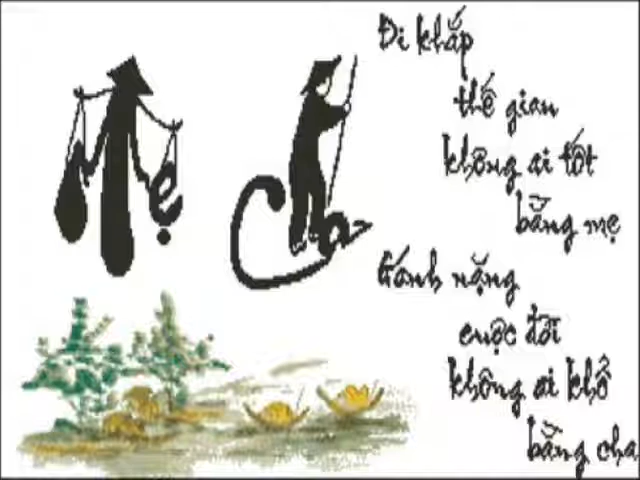 Mẹ Cha
Đi khắp
thế gian
không ai tốt
bằng mẹ
Gánh nặng
cuộc đời
không ai khổ
bằng cha